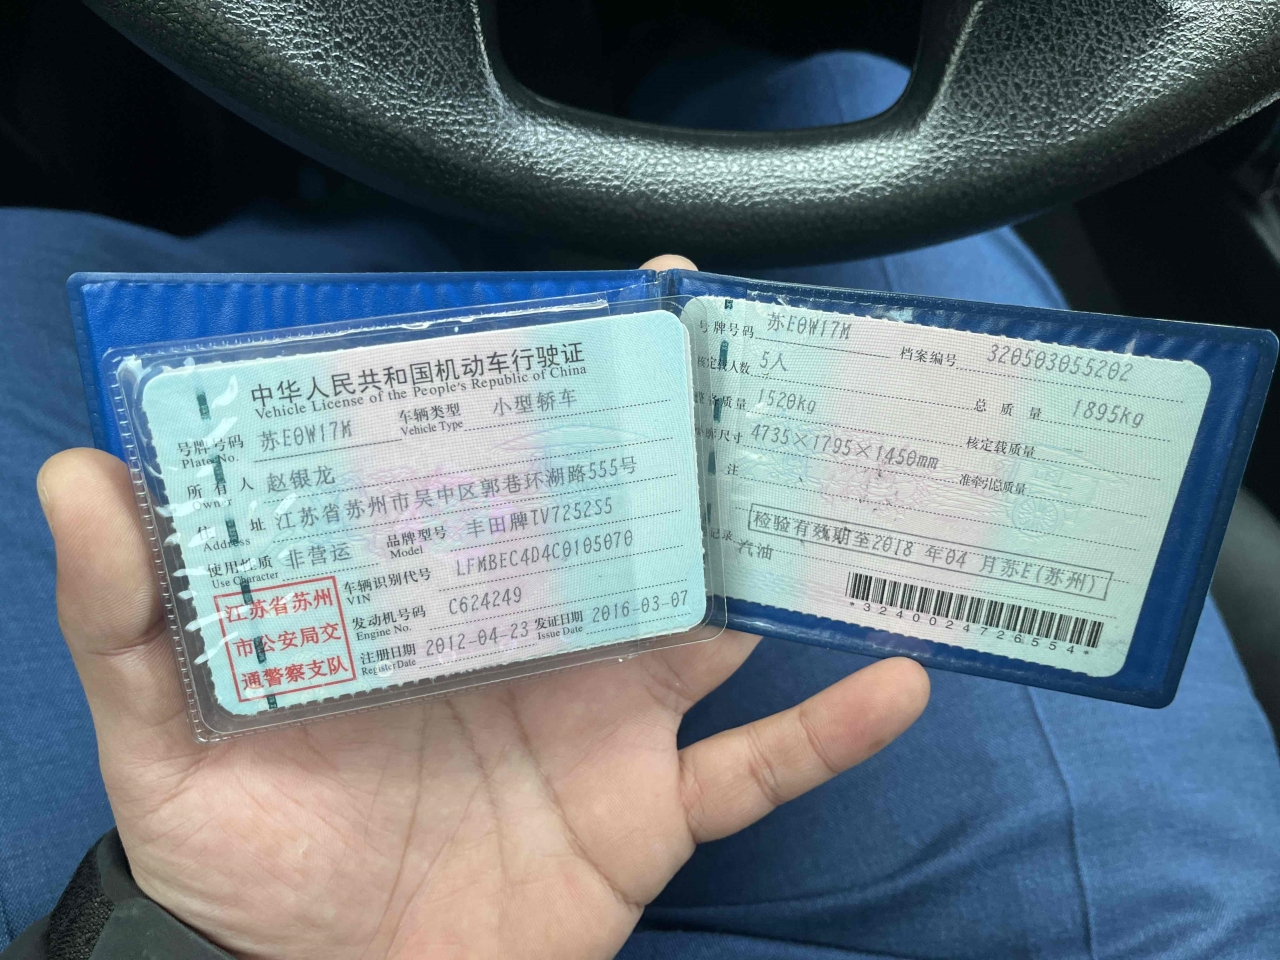 中华人民共和国机动车行驶证
Vehicle License of the People's Republic of China
号牌号码 苏E0W17M 车辆类型 小型轿车
Plate No. Vehicle Type
所有人 赵银龙
Own
住址 江苏省苏州市吴中区郭巷环湖路555号
Address
使用性质 非营运 品牌型号 丰田牌TV7252S5
Use Character Model
车辆识别代号 LFMBEC4D4C0105070
VIN
发动机号码 C624249
Engine No.
注册日期 2012-04-23 发证日期 2016-03-07
Register Date Issue Date
江苏省苏州
市公安局交
通警察支队
号牌号码 苏E0W17M 档案编号 320503055202
核定载人数 5人 总质量 1895kg
整备质量 1520kg 核定载质量 --
外廓尺寸 4735×1795×1450mm 准牵引总质量
注
检验有效期至2018年04月苏E(苏州)
记录 汽油
*3240024726554*